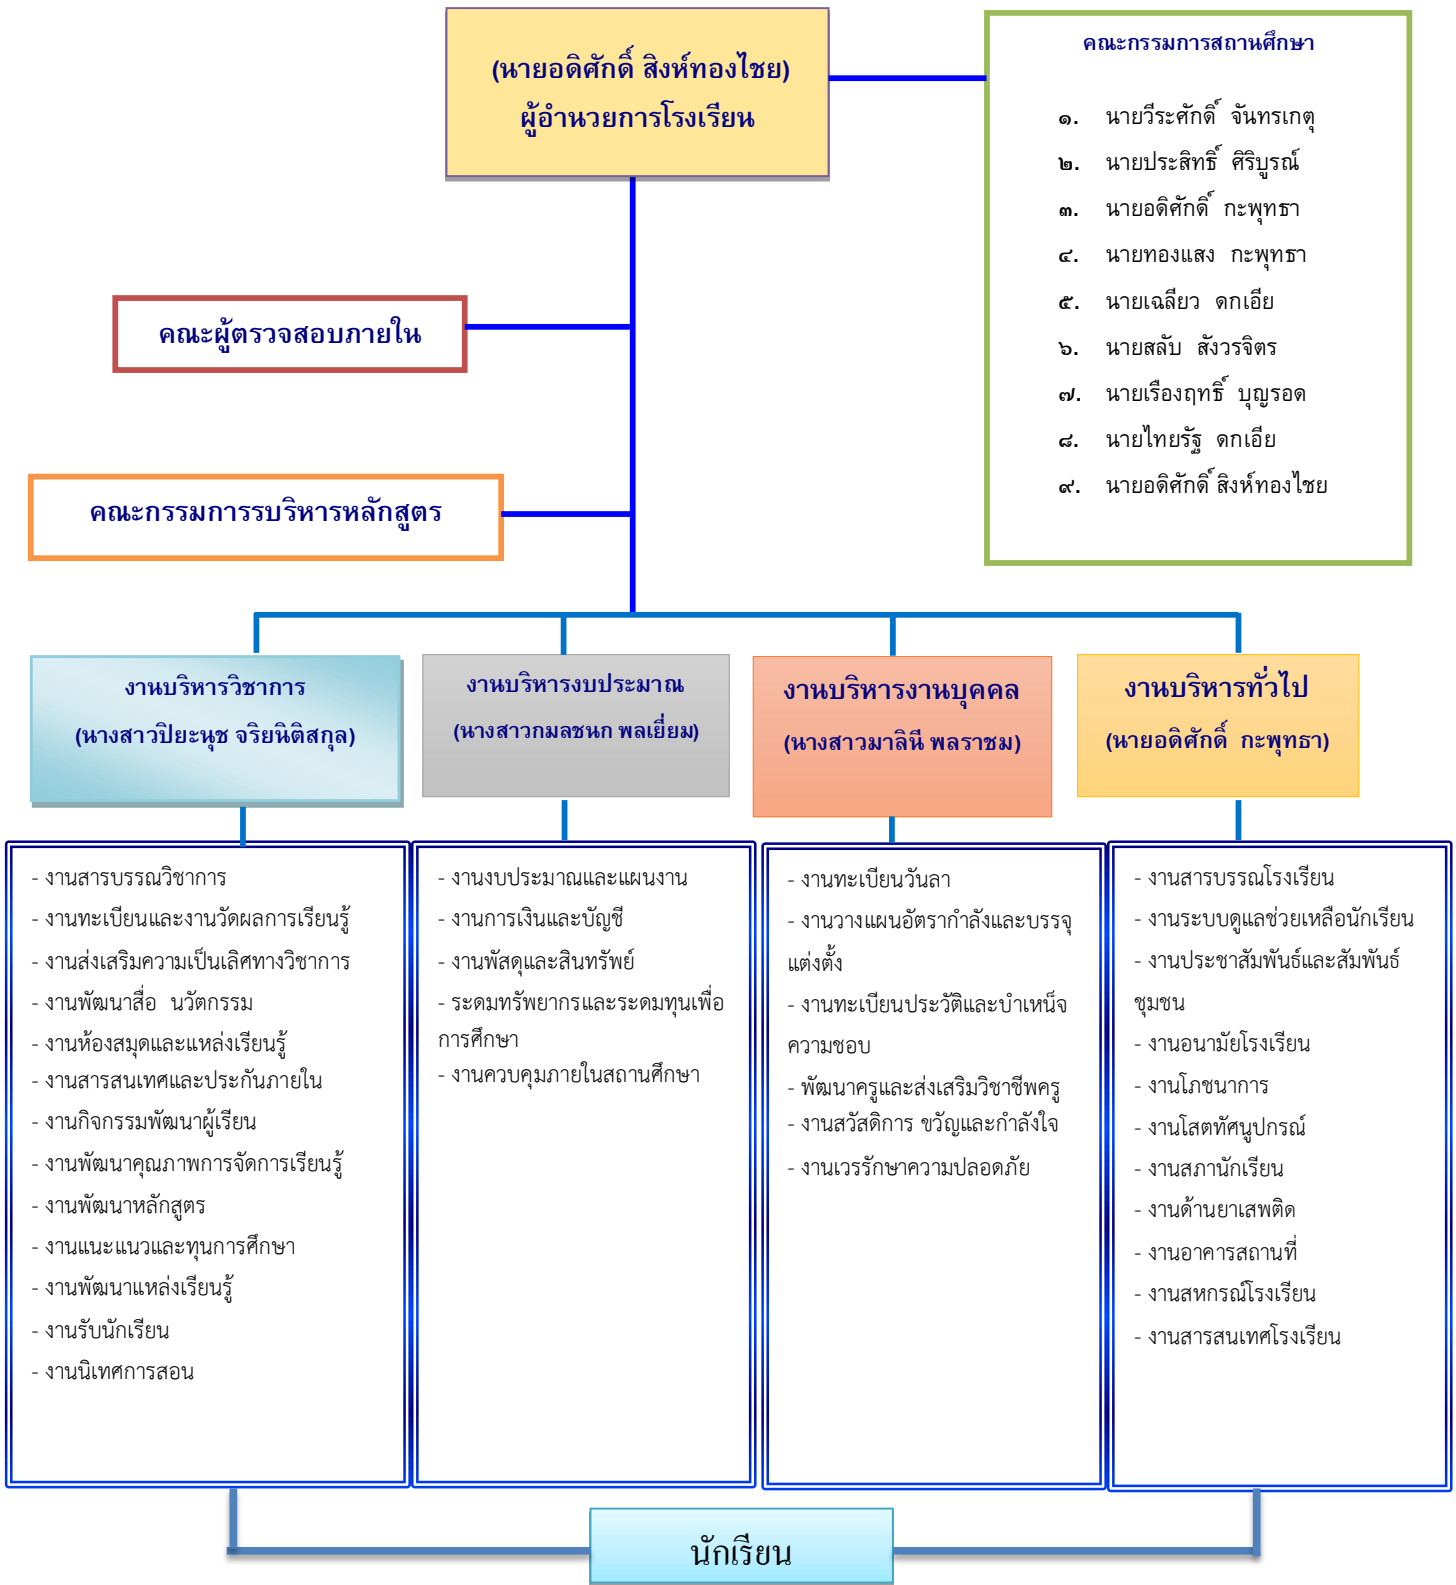 (นายอดิศักดิ์ สิงห์ทองไชย)
ผู้อำนวยการโรงเรียน
คณะกรรมการสถานศึกษา
๑. นายวีระศักดิ์ จันทรเกตุ
๒. นายประสิทธิ์ ศิริบูรณ์
๓. นายอดิศักดิ์ กะพุทธา
๔. นายทองแสง กะพุทธา
๕. นายเฉลียว ดกเอีย
๖. นายสลับ สังวรจิตร
๗. นายเรืองฤทธิ์ บุญรอด
๘. นายไทยรัฐ ดกเอีย
๙. นายอดิศักดิ์ สิงห์ทองไชย
คณะผู้ตรวจสอบภายใน
คณะกรรมการรบริหารหลักสูตร
งานบริหารวิชาการ
(นางสาวปิยะนุช จริยนิติสกุล)
งานบริหารงบประมาณ
(นางสาวกมลชนก พลเยี่ยม)
งานบริหารงานบุคคล
(นางสาวมาลินี พลราชม)
งานบริหารทั่วไป
(นายอดิศักดิ์ กะพุทธา)
- งานสารบรรณวิชาการ
- งานทะเบียนและงานวัดผลการเรียนรู้
- งานส่งเสริมความเป็นเลิศทางวิชาการ
- งานพัฒนาสื่อ นวัตกรรม
- งานห้องสมุดและแหล่งเรียนรู้
- งานสารสนเทศและประกันภายใน
- งานกิจกรรมพัฒนาผู้เรียน
- งานพัฒนาคุณภาพการจัดการเรียนรู้
- งานพัฒนาหลักสูตร
- งานแนะแนวและทุนการศึกษา
- งานพัฒนาแหล่งเรียนรู้
- งานรับนักเรียน
- งานนิเทศการสอน
- งานงบประมาณและแผนงาน
- งานการเงินและบัญชี
- งานพัสดุและสินทรัพย์
- ระดมทรัพยากรและระดมทุนเพื่อ
การศึกษา
- งานควบคุมภายในสถานศึกษา
- งานทะเบียนวันลา
- งานวางแผนอัตรากำลังและบรรจุ
แต่งตั้ง
- งานทะเบียนประวัติและบำเหน็จ
ความชอบ
- พัฒนาครูและส่งเสริมวิชาชีพครู
- งานสวัสดิการ ขวัญและกำลังใจ
- งานเวรรักษาความปลอดภัย
- งานสารบรรณโรงเรียน
- งานระบบดูแลช่วยเหลือนักเรียน
- งานประชาสัมพันธ์และสัมพันธ์
ชุมชน
- งานอนามัยโรงเรียน
- งานโภชนาการ
- งานโสตทัศนูปกรณ์
- งานสภานักเรียน
- งานด้านยาเสพติด
- งานอาคารสถานที่
- งานสหกรณ์โรงเรียน
- งานสารสนเทศโรงเรียน
นักเรียน